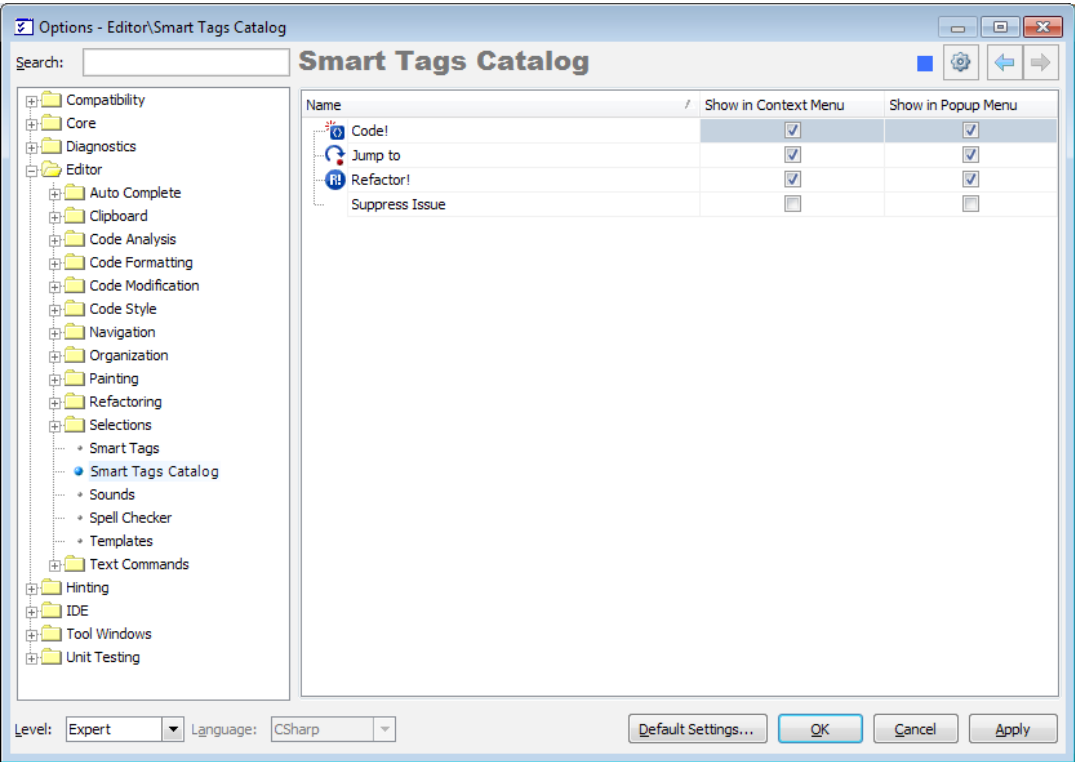 Options - Editor\Smart Tags Catalog
Search:
Smart Tags Catalog
Compatibility
Core
Diagnostics
Editor
Auto Complete
Clipboard
Code Analysis
Code Formatting
Code Modification
Code Style
Navigation
Organization
Painting
Refactoring
Selections
Smart Tags
Smart Tags Catalog
Sounds
Spell Checker
Templates
Text Commands
Hinting
IDE
Tool Windows
Unit Testing
Name Show in Context Menu Show in Popup Menu
Code!
Jump to
R! Refactor!
Suppress Issue
Level: Expert Language: CSharp Default Settings... OK Cancel Apply